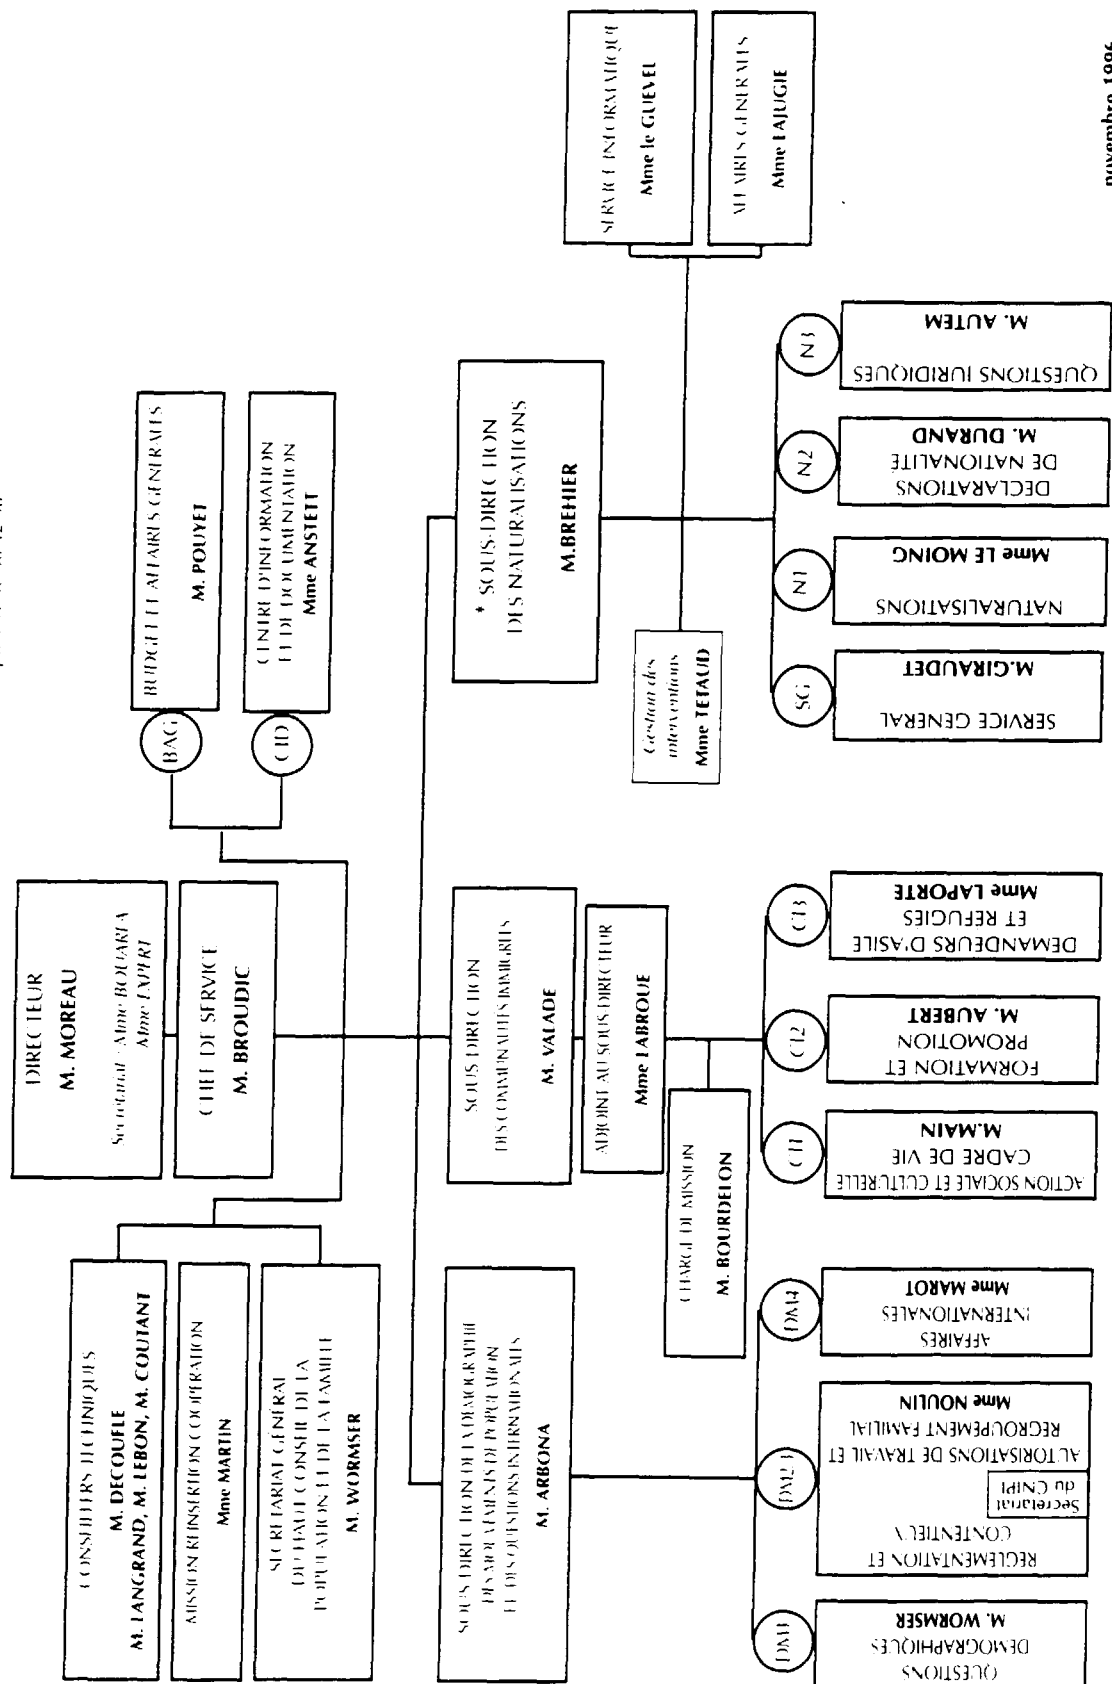 DIRECTEUR
M. MOREAU
Secrétariat : Mme BOUARFA
Mme EXPERT
CHEF DE SERVICE
M. BROUDIC
BAG
BUDGET ET AFFAIRES GENERALES
M. POUYET
CID
CENTRE D'INFORMATION
ET DE DOCUMENTATION
Mme ANSTETT
CONSEILLERS TECHNIQUES
M. DECOUFLE
M. LANGRAND, M. LEBON, M. COUTANT
MISSION REINSERTION COOPERATION
Mme MARTIN
SECRETARIAT GÉNÉRAL
DU HAUT CONSEIL DE LA
POPULATION ET DE LA FAMILLE
M. WORMSER
SOUS DIRECTION DE LA DEMOGRAPHIE
DES MOUVEMENTS DE POPULATION
ET DES QUESTIONS INTERNATIONALES
M. ARBONA
SOUS DIRECTION
DES COMMUNAUTES IMMIGREES
M. VALADE
ADJOINT AU SOUS DIRECTEUR
Mme LABROUE
CHARGE DE MISSION
M. BOURDELON
* SOUS-DIRECTION
DES NATURALISATIONS
M.BREHIER
Gestion des
interventions
Mme TETAUD
SERVICE INFORMATIQUE
Mme le GUEVEL
AFFAIRES GENERALES
Mme LAJUGIE
DM1
QUESTIONS
DEMOGRAPHIQUES
M. WORMSER
DM2-3
REGLEMENTATION ET
CONTENTIEUX
Secretariat
du CNIPI
AUTORISATIONS DE TRAVAIL ET
REGROUPEMENT FAMILIAL
Mme NOULIN
DM4
AFFAIRES
INTERNATIONALES
Mme MAROT
CI1
ACTION SOCIALE ET CULTURELLE
CADRE DE VIE
M.MAIN
CI2
FORMATION ET
PROMOTION
M. AUBERT
CI3
DEMANDEURS D'ASILE
ET REFUGIES
Mme LAPORTE
SG
SERVICE GENERAL
M.GIRAUDET
N1
NATURALISATIONS
Mme LE MOING
N2
DECLARATIONS
DE NATIONALITE
M. DURAND
N3
QUESTIONS JURIDIQUES
M. AUTEM
novembre 1996